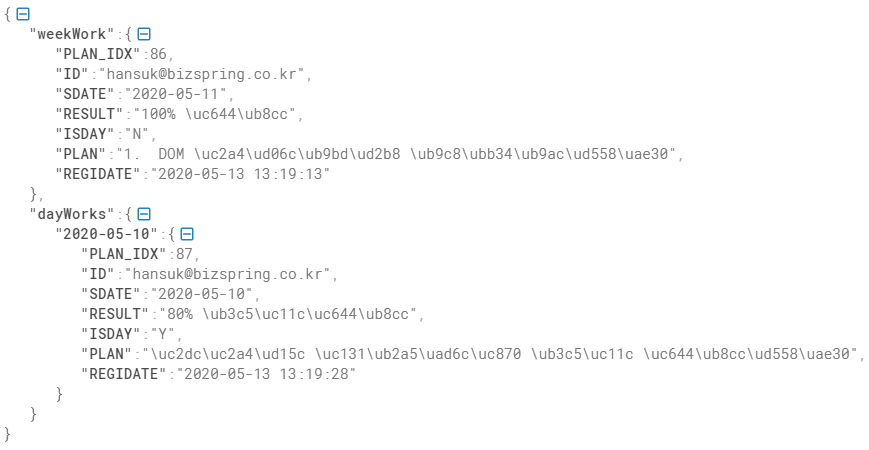 {
"weekWork":{
"PLAN_IDX":86,
"ID":"hansuk@bizspring.co.kr",
"SDATE":"2020-05-11",
"RESULT":"100% \uc644\ub8cc",
"ISDAY":"N",
"PLAN":"1.  DOM \uc2a4\ud06c\ub9bd\ud2b8 \ub9c8\ubb34\ub9ac\ud558\uae30",
"REGIDATE":"2020-05-13 13:19:13"
},
"dayWorks":{
"2020-05-10":{
"PLAN_IDX":87,
"ID":"hansuk@bizspring.co.kr",
"SDATE":"2020-05-10",
"RESULT":"80% \ub3c5\uc11c\uc644\ub8cc",
"ISDAY":"Y",
"PLAN":"\uc2dc\uc2a4\ud15c \uc131\ub2a5\uad6c\uc870 \ub3c5\uc11c \uc644\ub8cc\ud558\uae30",
"REGIDATE":"2020-05-13 13:19:28"
}
}
}